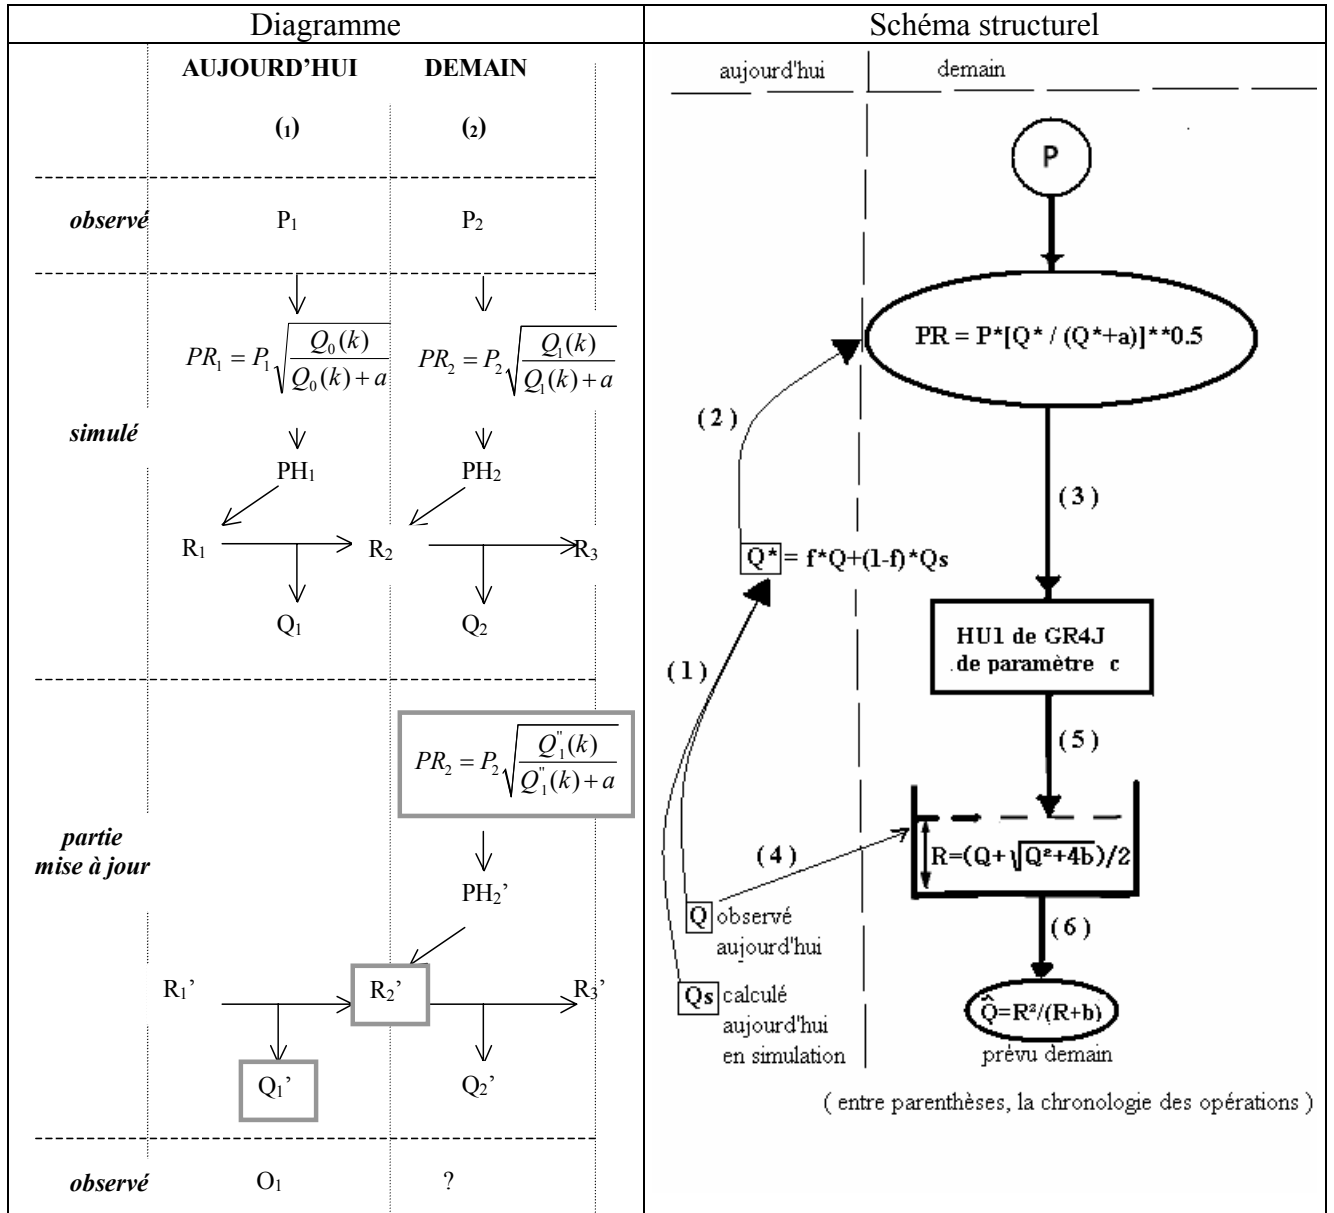 Diagramme
AUJOURD’HUI DEMAIN
(1) (2)
observé P1 P2
PR1 = P1√(Q0(k) / (Q0(k) + a)) PR2 = P2√(Q1(k) / (Q1(k) + a))
simulé
PH1 PH2
R1 R2 R3
Q1 Q2
PR2 = P2√(Q1"(k) / (Q1"(k) + a))
partie
mise à jour
PH2’
R1’ R2’ R3’
Q1’ Q2’
observé O1 ?
Schéma structurel
aujourd'hui demain
P
PR = P*[Q* / (Q*+a)]**0.5
(2)
(3)
Q* = f*Q+(1-f)*Qs
HU1 de GR4J
de paramètre c
(1)
(5)
(4)
R=(Q+√Q²+4b)/2
Q observé
aujourd'hui
(6)
Qs calculé
aujourd'hui
en simulation
Q̂=R²/(R+b)
prévu demain
( entre parenthèses, la chronologie des opérations )